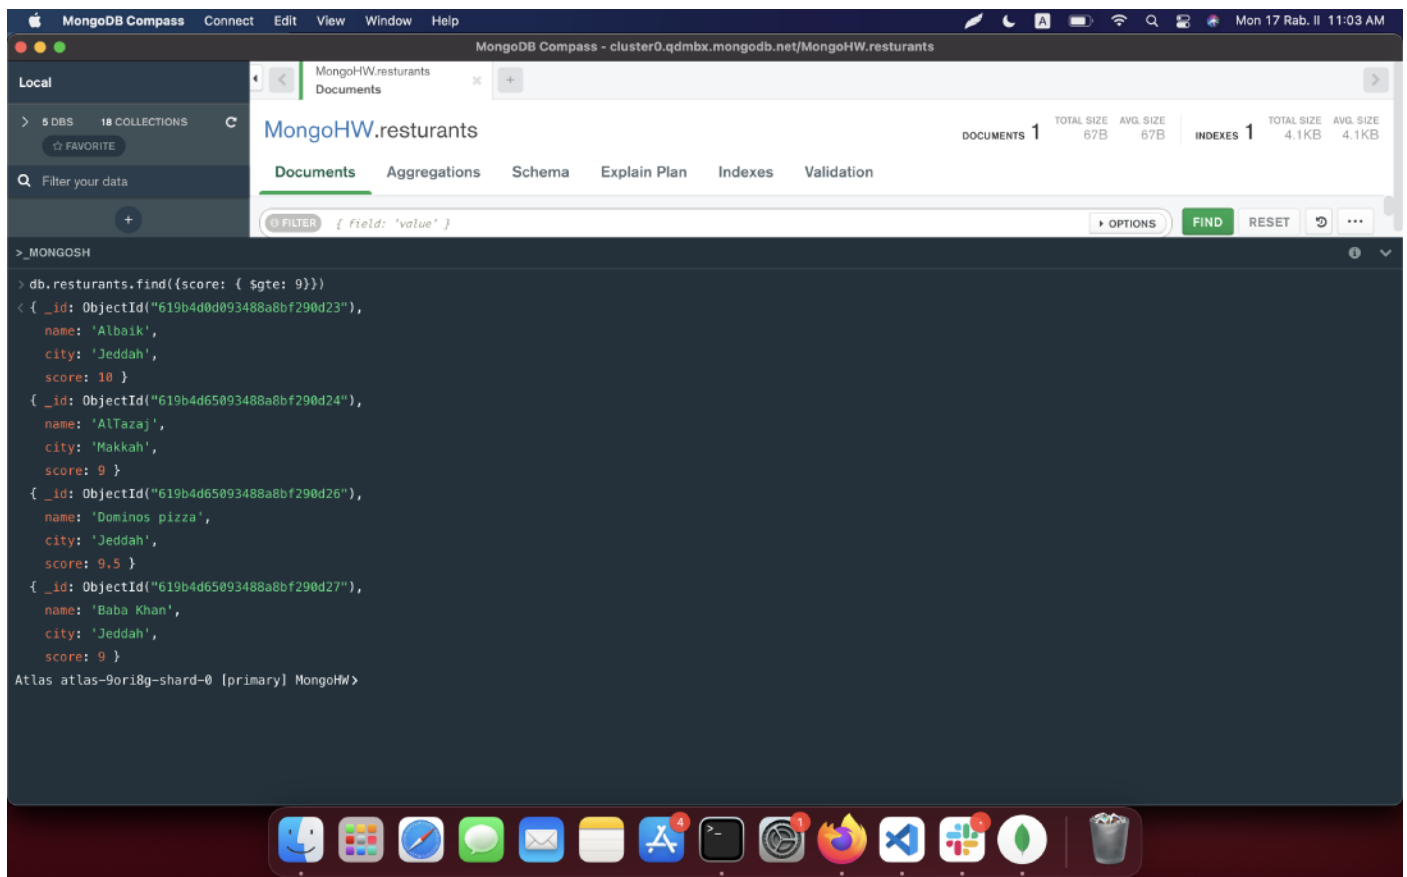 MongoDB Compass Connect Edit View Window Help A Mon 17 Rab. II 11:03 AM
MongoDB Compass - cluster0.qdmbx.mongodb.net/MongoHW.resturants
Local
MongoHW.resturants
Documents
5 DBS 18 COLLECTIONS
FAVORITE
Filter your data
MongoHW.resturants
DOCUMENTS 1 TOTAL SIZE 67B AVG. SIZE 67B INDEXES 1 TOTAL SIZE 4.1KB AVG. SIZE 4.1KB
Documents Aggregations Schema Explain Plan Indexes Validation
FILTER { field: 'value' } OPTIONS FIND RESET ...
>_MONGOSH
> db.resturants.find({score: { $gte: 9}})
< { _id: ObjectId("619b4d0d093488a8bf290d23"),
name: 'Albaik',
city: 'Jeddah',
score: 10 }
{ _id: ObjectId("619b4d65093488a8bf290d24"),
name: 'AlTazaj',
city: 'Makkah',
score: 9 }
{ _id: ObjectId("619b4d65093488a8bf290d26"),
name: 'Dominos pizza',
city: 'Jeddah',
score: 9.5 }
{ _id: ObjectId("619b4d65093488a8bf290d27"),
name: 'Baba Khan',
city: 'Jeddah',
score: 9 }
Atlas atlas-9ori8g-shard-0 [primary] MongoHW>
4 1